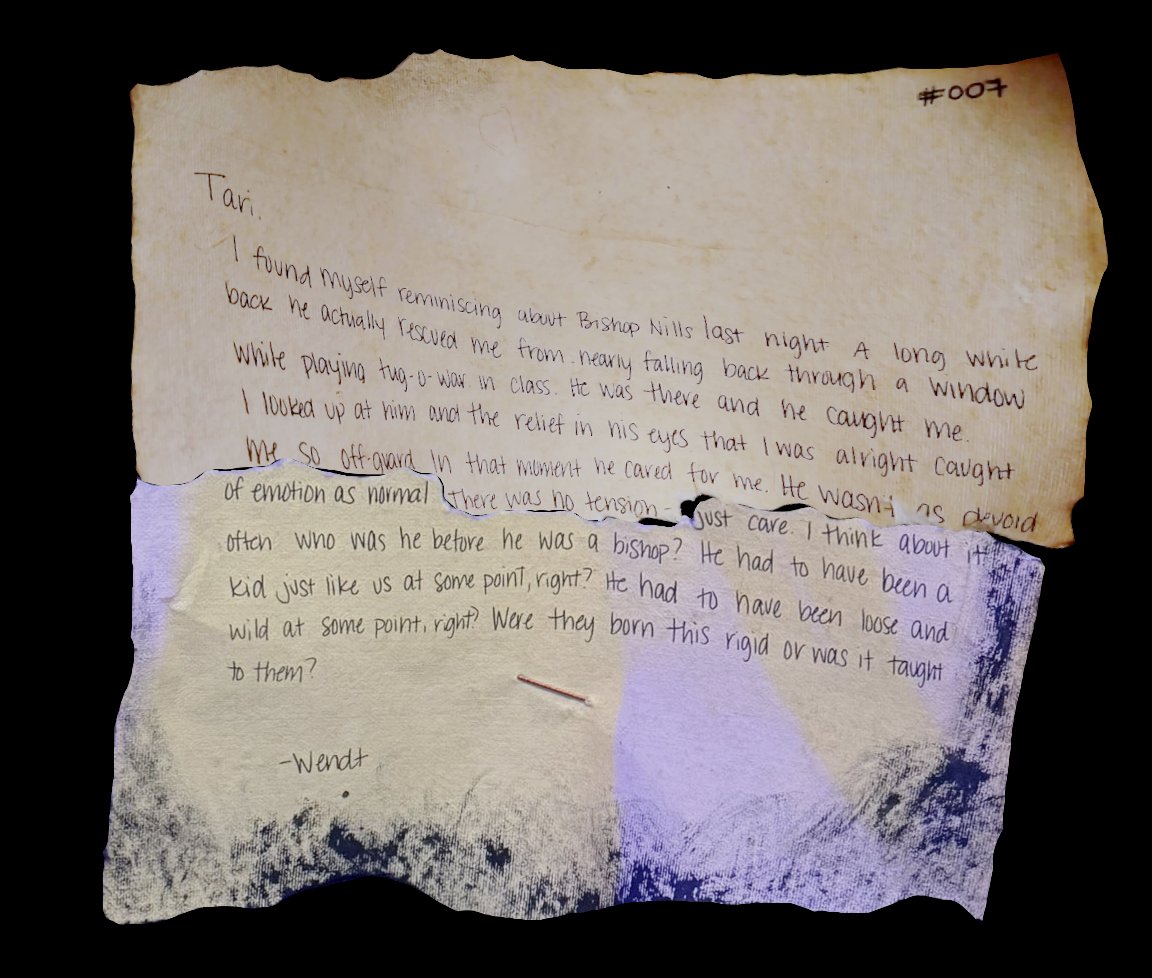 #007
Tari.
I found myself reminiscing about Bishop Nills last night A long white
back he actually rescued me from nearly falling back through a window
white playing tug-o-war in class. He was there and he caught me.
I looked up at him and the relief in his eyes that I was alright caught
me so off-guard In that moment he cared for me. He wasn't as devoid
of emotion as normal There was no tension- just care. I think about it
often who was he before he was a bishop? He had to have been a
kid just like us at some point, right? He had to have been loose and
wild at some point, right? Were they born this rigid or was it taught
to them?
-Wendt